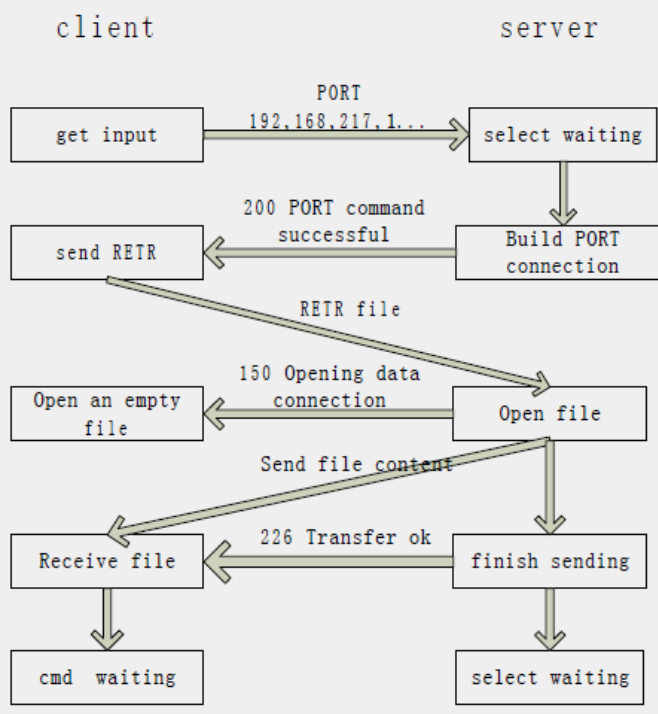 client
server
PORT
192,168,217,1...
get input
select waiting
200 PORT command
successful
send RETR
Build PORT
connection
RETR file
150 Opening data
connection
Open an empty
file
Open file
Send file content
226 Transfer ok
Receive file
finish sending
cmd waiting
select waiting